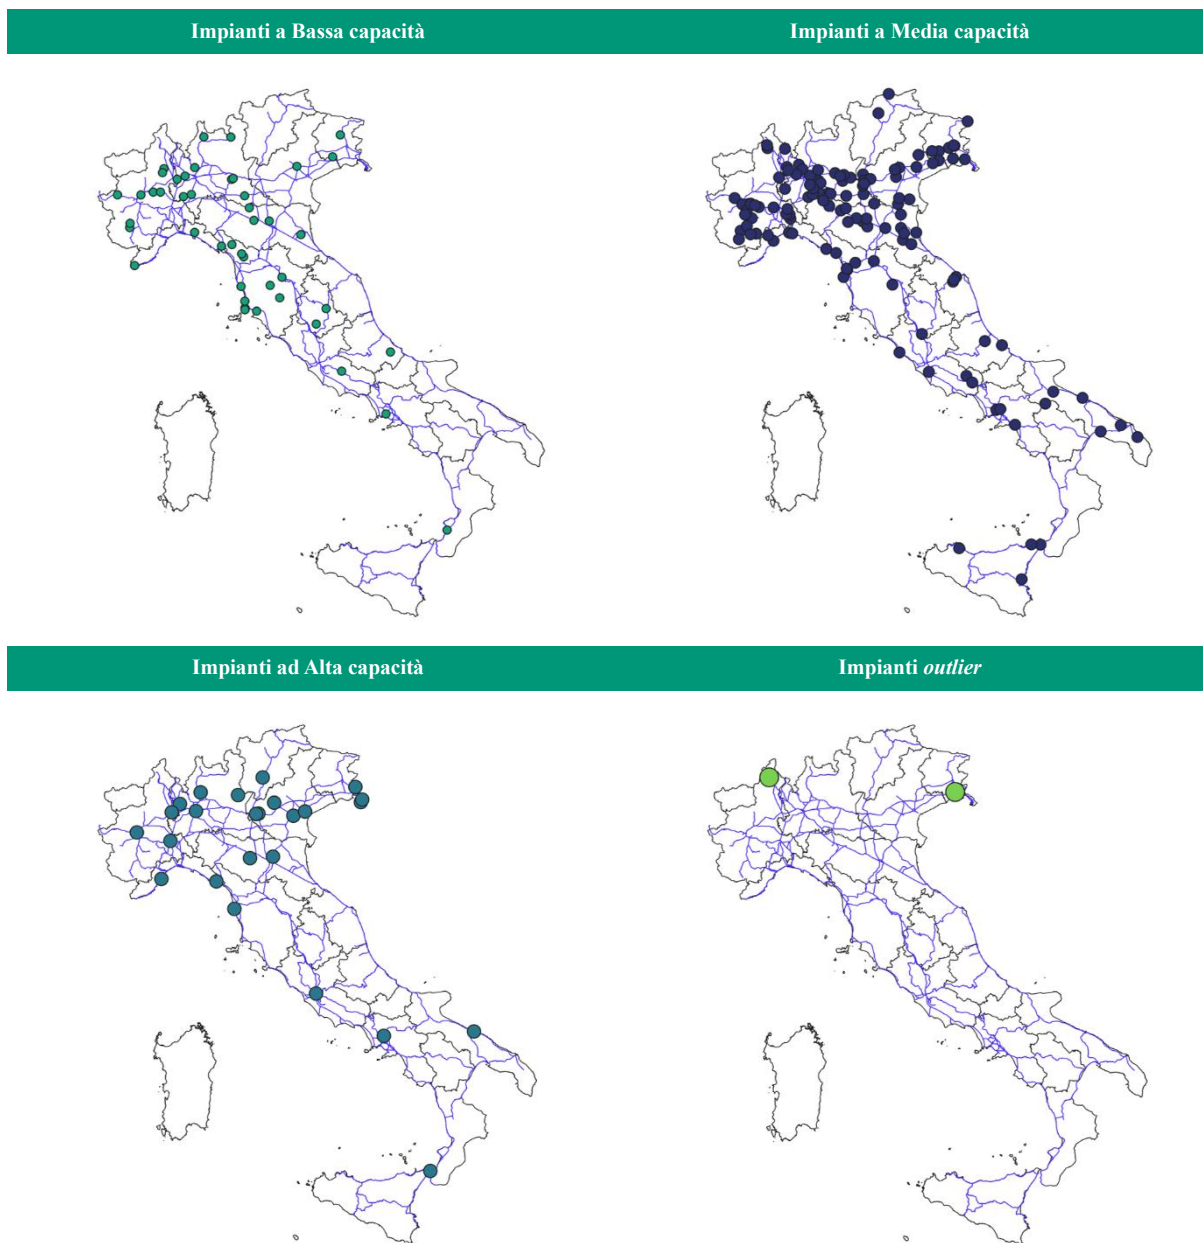 Impianti a Bassa capacità
Impianti a Media capacità
Impianti ad Alta capacità
Impianti outlier